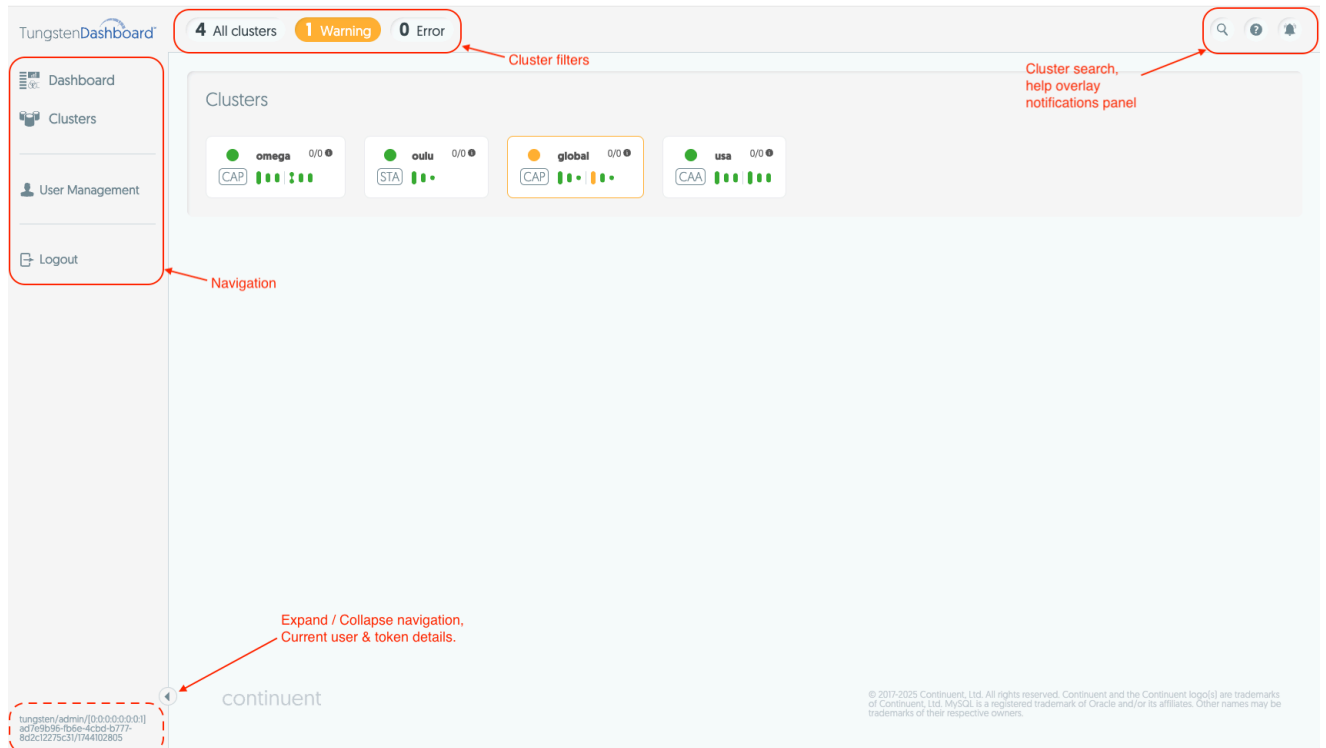 TungstenDashboard
4 All clusters
1 Warning
0 Error
Cluster filters
Cluster search,
help overlay
notifications panel
Dashboard
Clusters
User Management
Logout
Navigation
Clusters
omega 0/0
CAP
oulu 0/0
STA
global 0/0
CAP
usa 0/0
CAA
Expand / Collapse navigation,
Current user & token details.
continuent
© 2017-2025 Continuent, Ltd. All rights reserved. Continuent and the Continuent logo(s) are trademarks
of Continuent, Ltd. MySQL is a registered trademark of Oracle and/or its affiliates. Other names may be
trademarks of their respective owners.
tungsten/admin/[0:0:0:0:0:0:0:1]
ad7e9b96-fb6e-4cbd-b777-
8d2c12275c31/1744102805